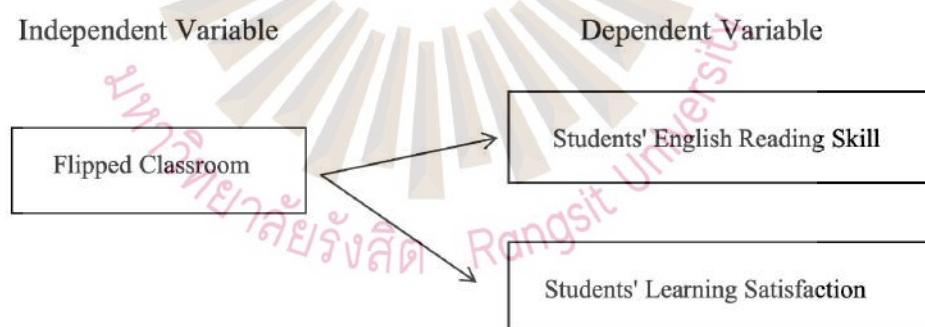 Independent Variable
Dependent Variable
Flipped Classroom
Students' English Reading Skill
Students' Learning Satisfaction
มหาวิทยาลัยรังสิต Rangsit University